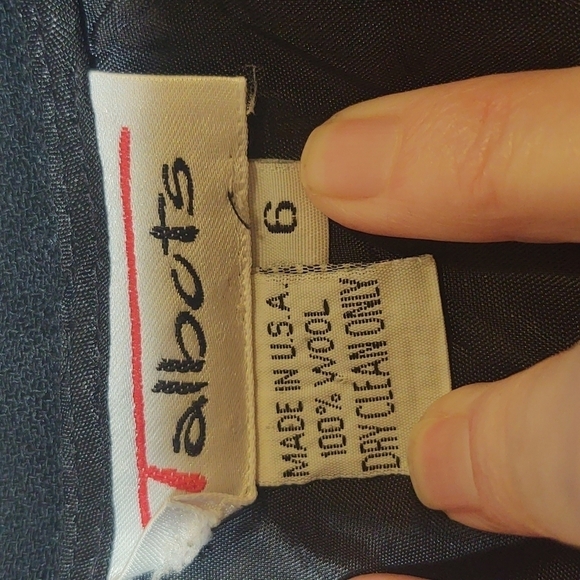 Talbots
6
MADE IN U.S.A.
100% WOOL
DRY CLEAN ONLY